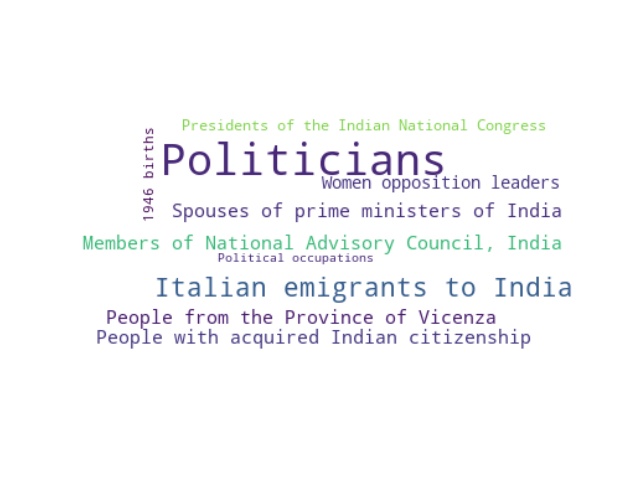 Presidents of the Indian National Congress
1946 births
Politicians
Women opposition leaders
Spouses of prime ministers of India
Members of National Advisory Council, India
Political occupations
Italian emigrants to India
People from the Province of Vicenza
People with acquired Indian citizenship